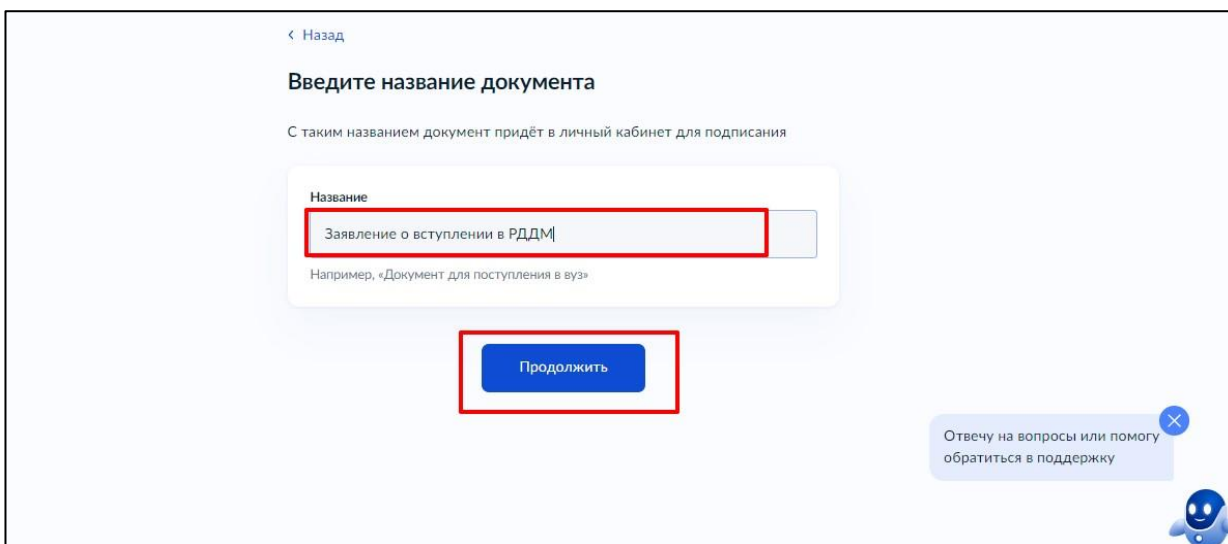 Назад
Введите название документа
С таким названием документ придёт в личный кабинет для подписания
Название
Заявление о вступлении в РДДМ
Например, «Документ для поступления в вуз»
Продолжить
Отвечу на вопросы или помогу
обратиться в поддержку